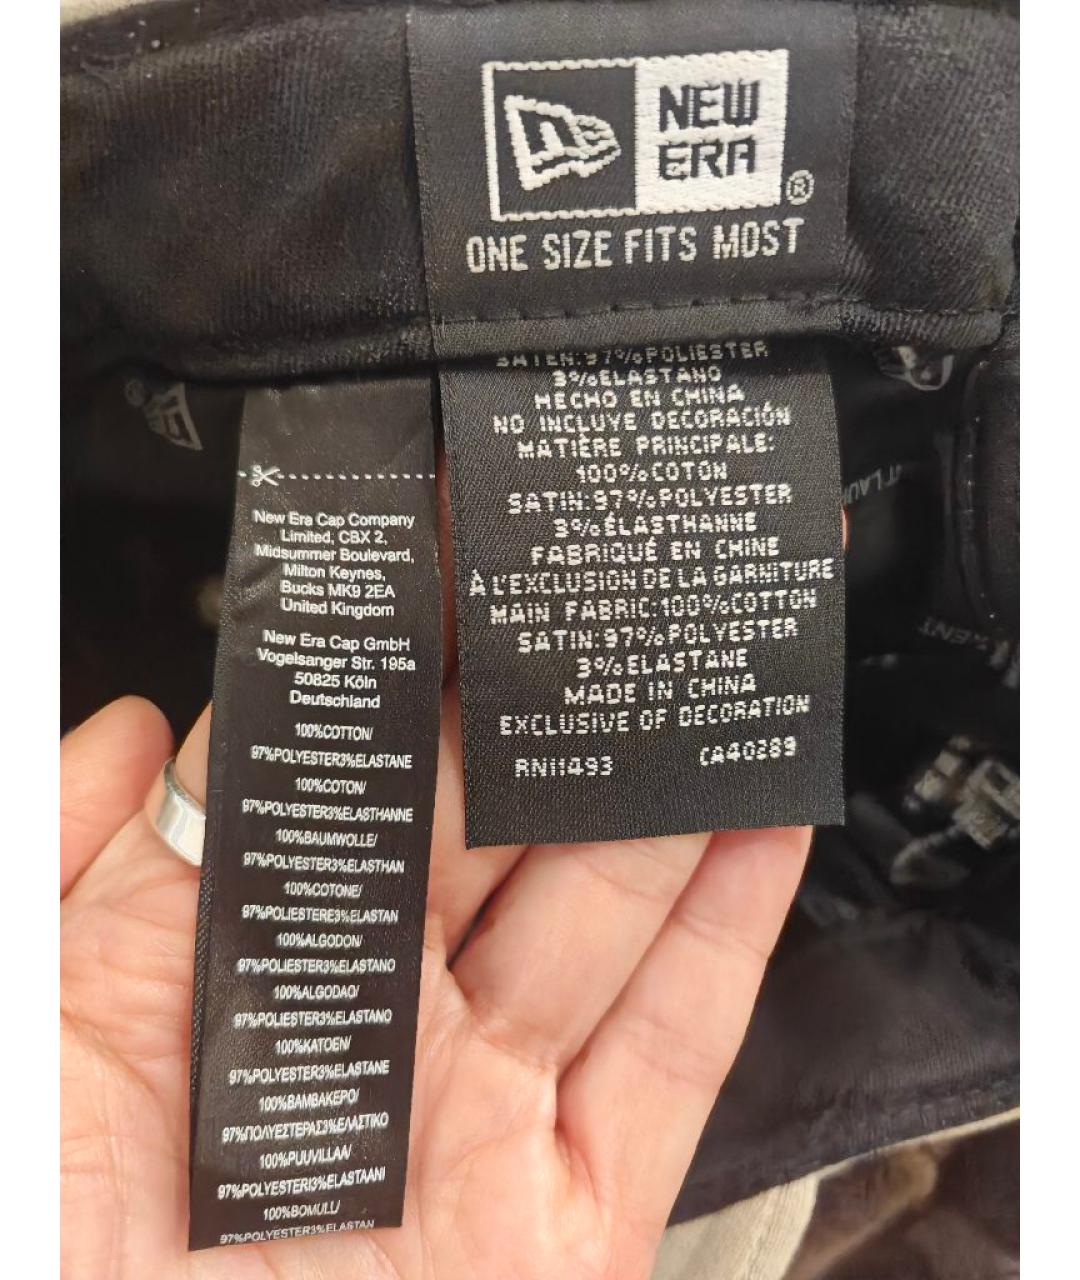 NEW
ERA
®
ONE SIZE FITS MOST
SATEN:97%POLIESTER
3%ELASTANO
HECHO EN CHINA
NO INCLUYE DECORACIÓN
MATIÈRE PRINCIPALE:
100%COTON
SATIN:97%POLYESTER
3%ÉLASTHANNE
FABRIQUÉ EN CHINE
À L'EXCLUSION DE LA GARNITURE
MAIN FABRIC:100%COTTON
SATIN:97%POLYESTER
3%ELASTANE
MADE IN CHINA
EXCLUSIVE OF DECORATION
RN11493 CA40289
New Era Cap Company
Limited, CBX 2,
Midsummer Boulevard,
Milton Keynes,
Bucks MK9 2EA
United Kingdom
New Era Cap GmbH
Vogelsanger Str. 195a
50825 Köln
Deutschland
100%COTTON/
97%POLYESTER3%ELASTANE
100%COTON/
97%POLYESTER3%ELASTHANNE
100%BAUMWOLLE/
97%POLYESTER3%ELASTHAN
100%COTONE/
97%POLIESTERE3%ELASTAN
100%ALGODON/
97%POLIESTER3%ELASTANO
100%ALGODAO/
97%POLIESTER3%ELASTANO
100%KATOEN/
97%POLYESTER3%ELASTANE
100%ΒΑΜΒΑΚΕΡΟ/
97%ΠΟΛΥΕΣΤΕΡΑΣ3%ΕΛΑΣΤΙΚΟ
100%PUUVILLAA/
97%POLYESTERI3%ELASTAANI
100%BOMULL/
97%POLYESTER3%ELASTAN